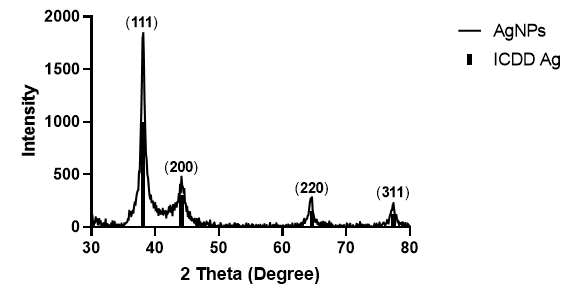 2000
1500
1000
500
0
Intensity
(111)
(200)
(220)
(311)
30 40 50 60 70 80
2 Theta (Degree)
AgNPs
ICDD Ag